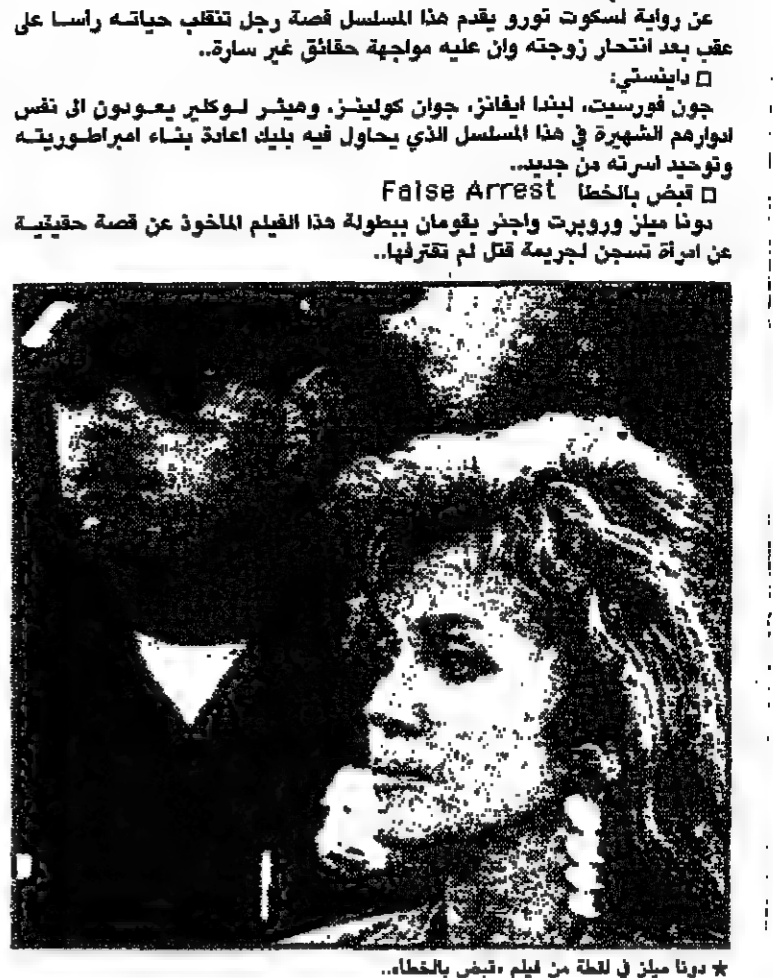 عن رواية لسكوت تورو يقدم هذا المسلسل قصة رجل تنقلب حياته رأسا على
عقب بعد انتحار زوجته وان عليه مواجهة حقائق غير سارة..
□ داينستي:
جون فورسيت، ليندا ايفانز، جوان كولينز، وهيثر لوكلير يعودون الى نفس
ادوارهم الشهيرة في هذا المسلسل الذي يحاول فيه بليك اعادة بناء امبراطوريته
وتوحيد اسرته من جديد..
□ قبض بالخطأ False Arrest
دونا ميلز وروبرت واجنر يقومان ببطولة هذا الفيلم الماخوذ عن قصة حقيقية
عن امرأة تسجن لجريمة قتل لم تقترفها..
★ دونا ميلز في لقطة من فيلم «قبض بالخطأ»..